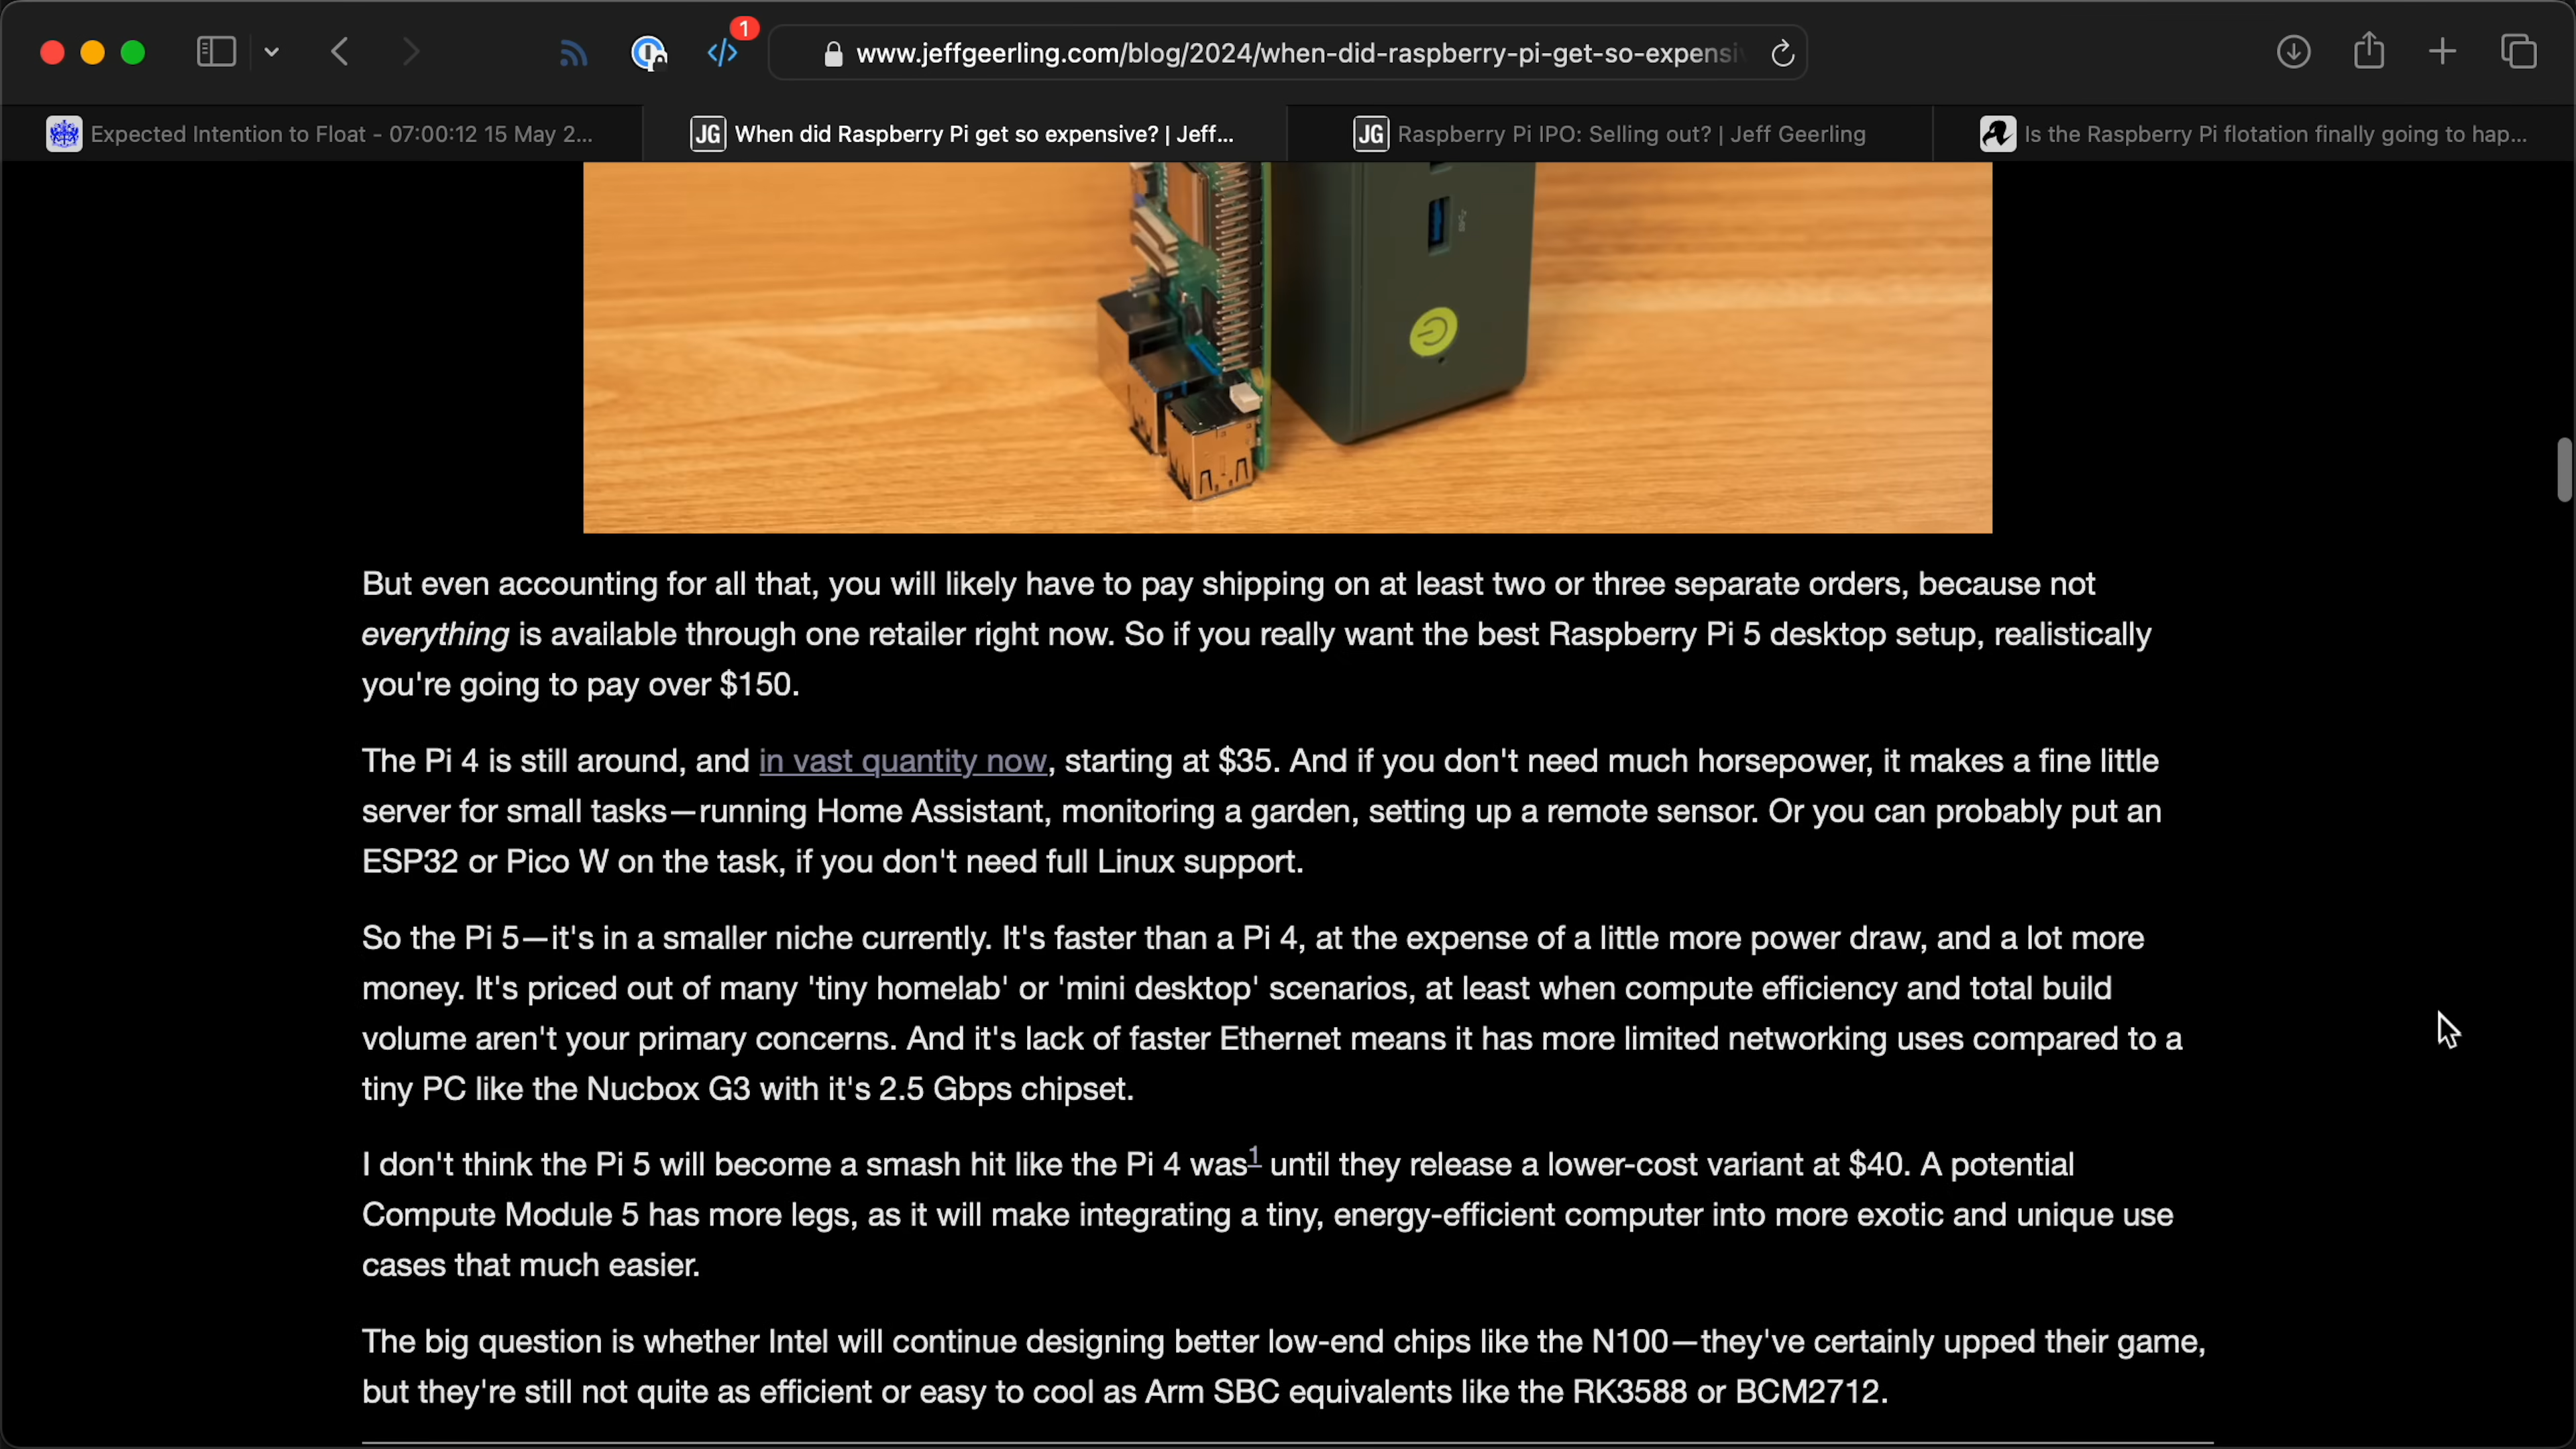 1
www.jeffgeerling.com/blog/2024/when-did-raspberry-pi-get-so-expensi
Expected Intention to Float - 07:00:12 15 May 2...
JG When did Raspberry Pi get so expensive? | Jeff...
JG Raspberry Pi IPO: Selling out? | Jeff Geerling
Is the Raspberry Pi flotation finally going to hap...
But even accounting for all that, you will likely have to pay shipping on at least two or three separate orders, because not
everything is available through one retailer right now. So if you really want the best Raspberry Pi 5 desktop setup, realistically
you're going to pay over $150.
The Pi 4 is still around, and in vast quantity now, starting at $35. And if you don't need much horsepower, it makes a fine little
server for small tasks—running Home Assistant, monitoring a garden, setting up a remote sensor. Or you can probably put an
ESP32 or Pico W on the task, if you don't need full Linux support.
So the Pi 5—it's in a smaller niche currently. It's faster than a Pi 4, at the expense of a little more power draw, and a lot more
money. It's priced out of many 'tiny homelab' or 'mini desktop' scenarios, at least when compute efficiency and total build
volume aren't your primary concerns. And it's lack of faster Ethernet means it has more limited networking uses compared to a
tiny PC like the Nucbox G3 with it's 2.5 Gbps chipset.
I don't think the Pi 5 will become a smash hit like the Pi 4 was1 until they release a lower-cost variant at $40. A potential
Compute Module 5 has more legs, as it will make integrating a tiny, energy-efficient computer into more exotic and unique use
cases that much easier.
The big question is whether Intel will continue designing better low-end chips like the N100—they've certainly upped their game,
but they're still not quite as efficient or easy to cool as Arm SBC equivalents like the RK3588 or BCM2712.